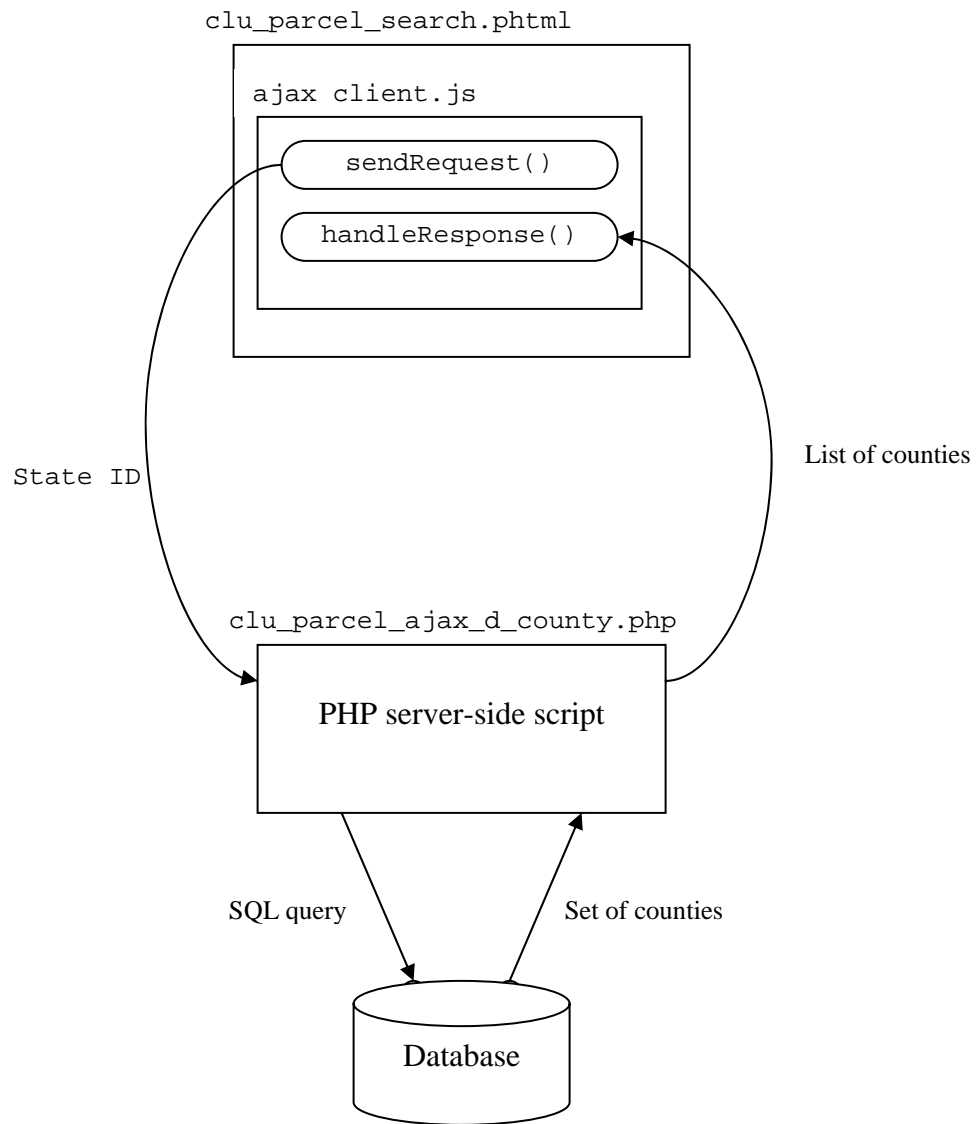 clu_parcel_search.phtml
ajax client.js
sendRequest()
handleResponse()
List of counties
State ID
clu_parcel_ajax_d_county.php
PHP server-side script
SQL query
Set of counties
Database